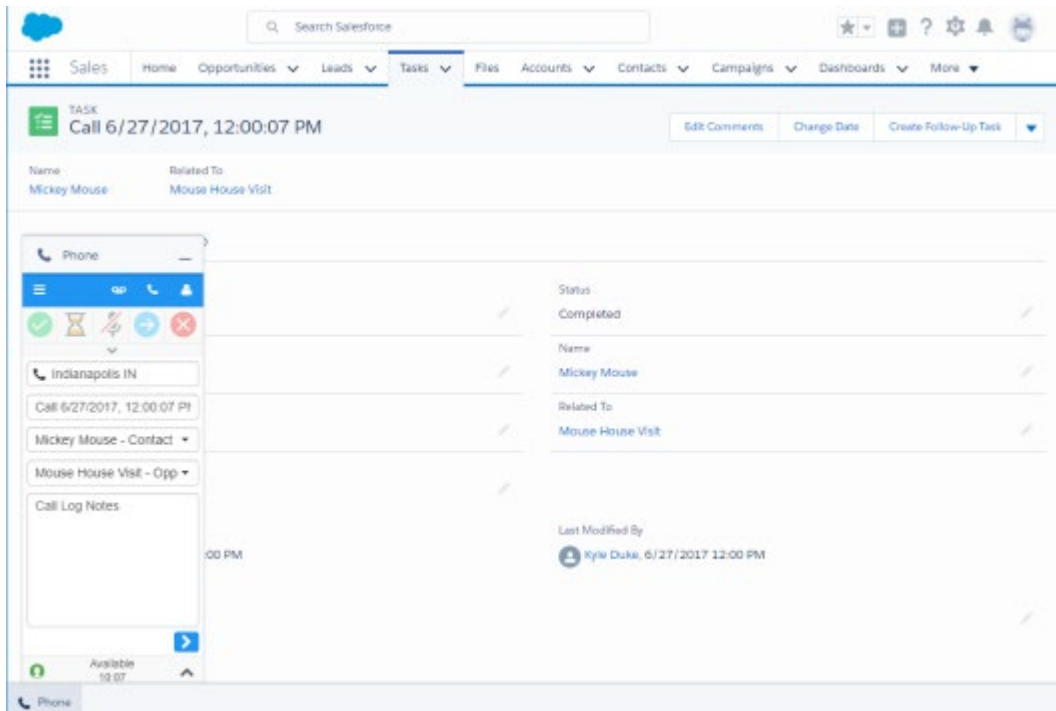 Search Salesforce
Sales Home Opportunities Leads Tasks Files Accounts Contacts Campaigns Dashboards More
TASK
Call 6/27/2017, 12:00:07 PM
Edit Comments Change Date Create Follow-Up Task
Name Related To
Mickey Mouse Mouse House Visit
Phone
Status
Completed
Name
Indianapolis IN
Mickey Mouse
Call 6/27/2017, 12:00:07 PM
Related To
Mickey Mouse - Contact
Mouse House Visit
Mouse House Visit - Opp
Call Log Notes
Last Modified By
:00 PM
Kyle Duke, 6/27/2017 12:00 PM
Available
10:07
Phone